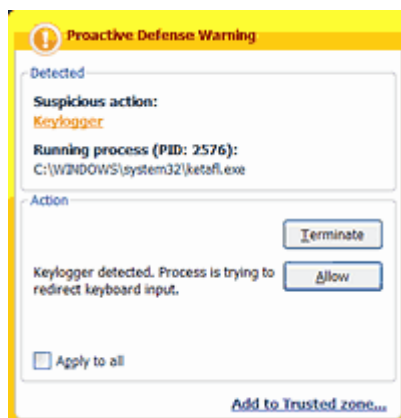 Proactive Defense Warning
Detected
Suspicious action:
Keylogger
Running process (PID: 2576):
C:\WINDOWS\system32\ketafl.exe
Action
Terminate
Keylogger detected. Process is trying to
redirect keyboard input.
Allow
Apply to all
Add to Trusted zone...